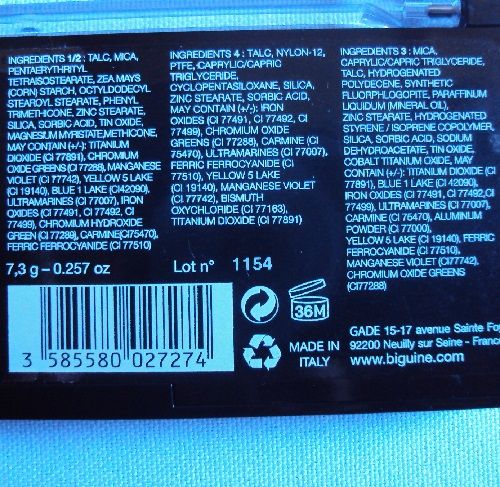 INGREDIENTS 1/2 : TALC, MICA,
PENTAERYTHRITYL
TETRAISOSTEARATE, ZEA MAYS
(CORN) STARCH, OCTYLDODECYL
STEAROYL STEARATE, PHENYL
TRIMETHICONE, ZINC STEARATE,
SILICA, SORBIC ACID, TIN OXIDE,
MAGNESIUM MYRISTATE,METHICONE,
MAY CONTAIN (+/-): TITANIUM
DIOXIDE (CI 77891), CHROMIUM
OXIDE GREENS (CI 77288), MANGANESE
VIOLET (CI 77742), YELLOW 5 LAKE
(CI 19140), BLUE 1 LAKE (CI42090),
ULTRAMARINES (CI 77007), IRON
OXIDES (CI 77491, CI 77492, CI
77499), CHROMIUM HYDROXIDE
GREEN (CI 77289), CARMINE(CI75470),
FERRIC FERROCYANIDE (CI 77510)
INGREDIENTS 4 : TALC, NYLON-12,
PTFE, CAPRYLIC/CAPRIC
TRIGLYCERIDE,
CYCLOPENTASILOXANE, SILICA,
ZINC STEARATE, SORBIC ACID,
MAY CONTAIN (+/-): IRON
OXIDES (CI 77491, CI 77492, CI
77499), CHROMIUM OXIDE
GREENS (CI 77288), CARMINE (CI
75470), ULTRAMARINES (CI 77007),
FERRIC FERROCYANIDE (CI
77510), YELLOW 5 LAKE
(CI 19140), MANGANESE VIOLET
(CI 77742), BISMUTH
OXYCHLORIDE (CI 77163),
TITANIUM DIOXIDE (CI 77891)
INGREDIENTS 3 : MICA,
CAPRYLIC/CAPRIC TRIGLYCERIDE,
TALC, HYDROGENATED
POLYDECENE, SYNTHETIC
FLUORPHLOGOPITE, PARAFFINUM
LIQUIDUM (MINERAL OIL),
ZINC STEARATE, HYDROGENATED
STYRENE / ISOPRENE COPOLYMER,
SILICA, SORBIC ACID, SODIUM
DEHYDROACETATE, TIN OXIDE,
COBALT TITANIUM OXIDE, MAY
CONTAIN (+/-): TITANIUM DIOXIDE (CI
77891), BLUE 1 LAKE (CI 42090),
IRON OXIDES (CI 77491, CI 77492,CI
77499), ULTRAMARINES (CI 77007),
CARMINE (CI 75470), ALUMINUM
POWDER (CI 77000),
YELLOW 5 LAKE (CI 19140), FERRIC
FERROCYANIDE (CI 77510),
MANGANESE VIOLET (CI77742),
CHROMIUM OXIDE GREENS
(CI77288)
7,3 g – 0.257 oz
Lot n° 1154
3 585580 027274
36M
MADE IN
ITALY
GADE 15-17 avenue Sainte Fo
92200 Neuilly sur Seine - Franc
www.biguine.com